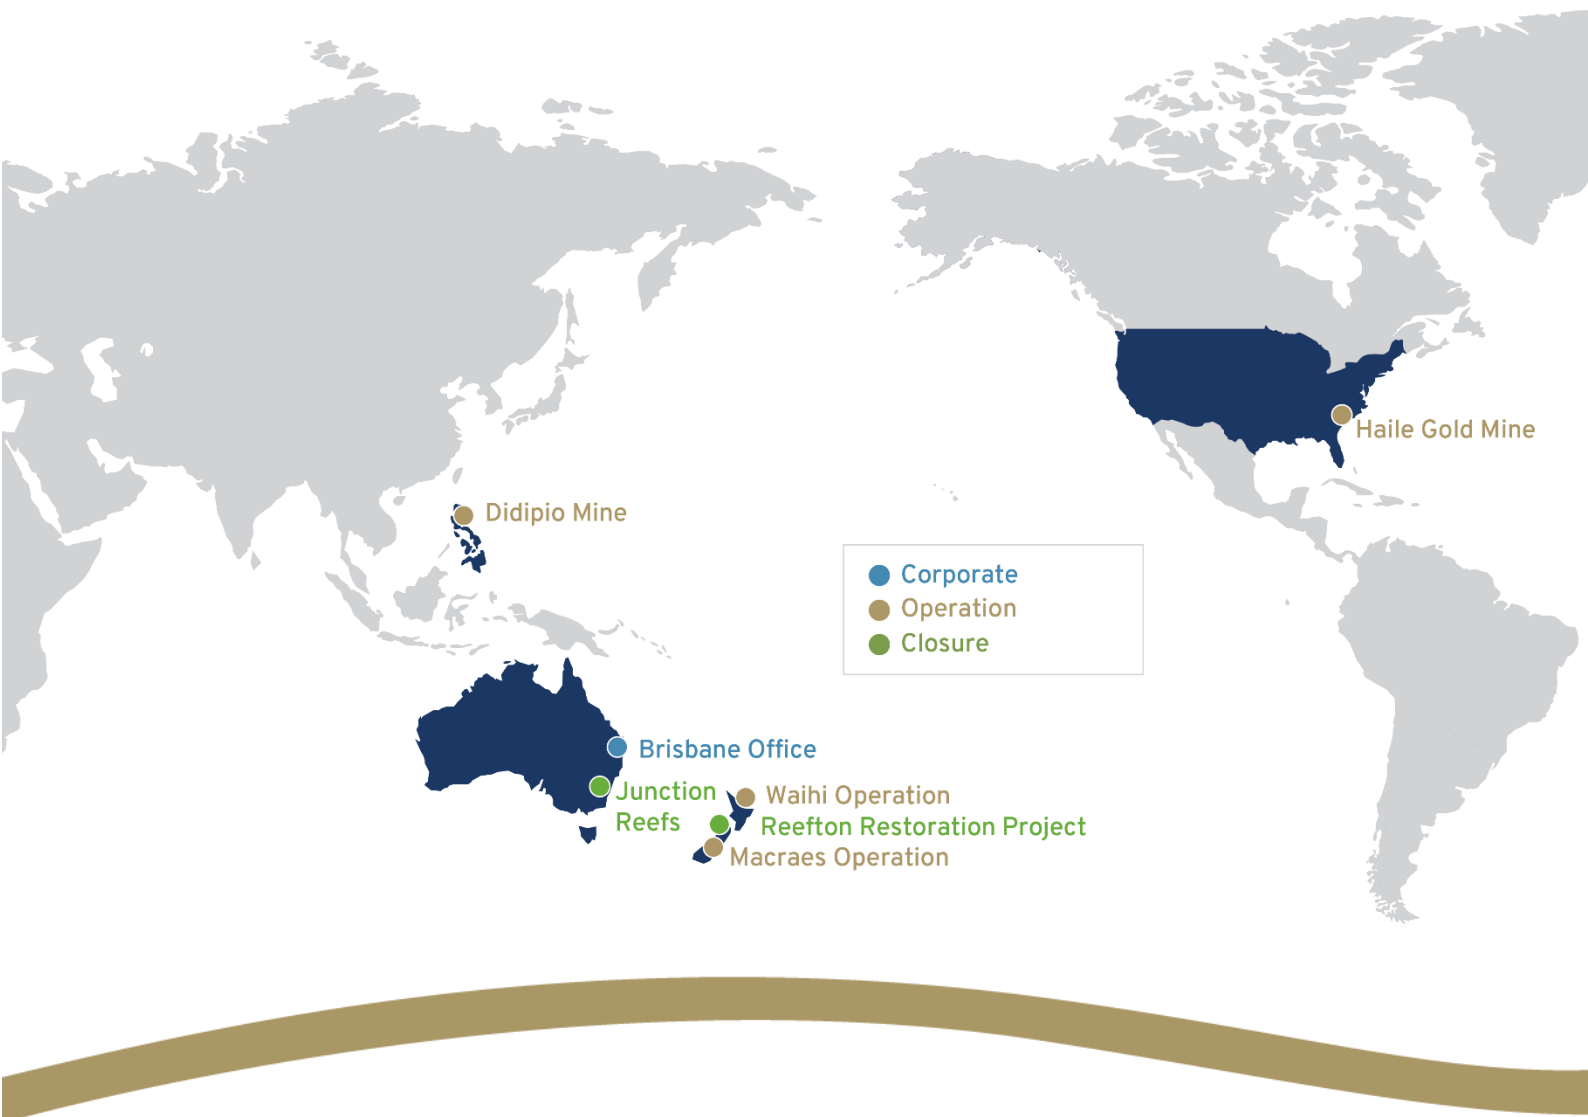 Haile Gold Mine
Didipio Mine
Corporate
Operation
Closure
Brisbane Office
Junction
Reefs
Waihi Operation
Reefton Restoration Project
Macraes Operation